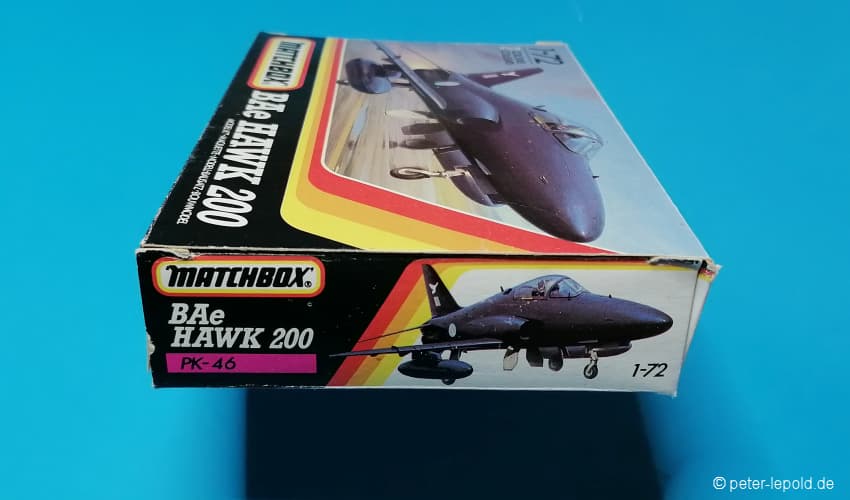 MATCHBOX
BAe HAWK 200
1-72
MATCHBOX®
BAe
HAWK 200
PK-46
1-72
© peter-lepold.de